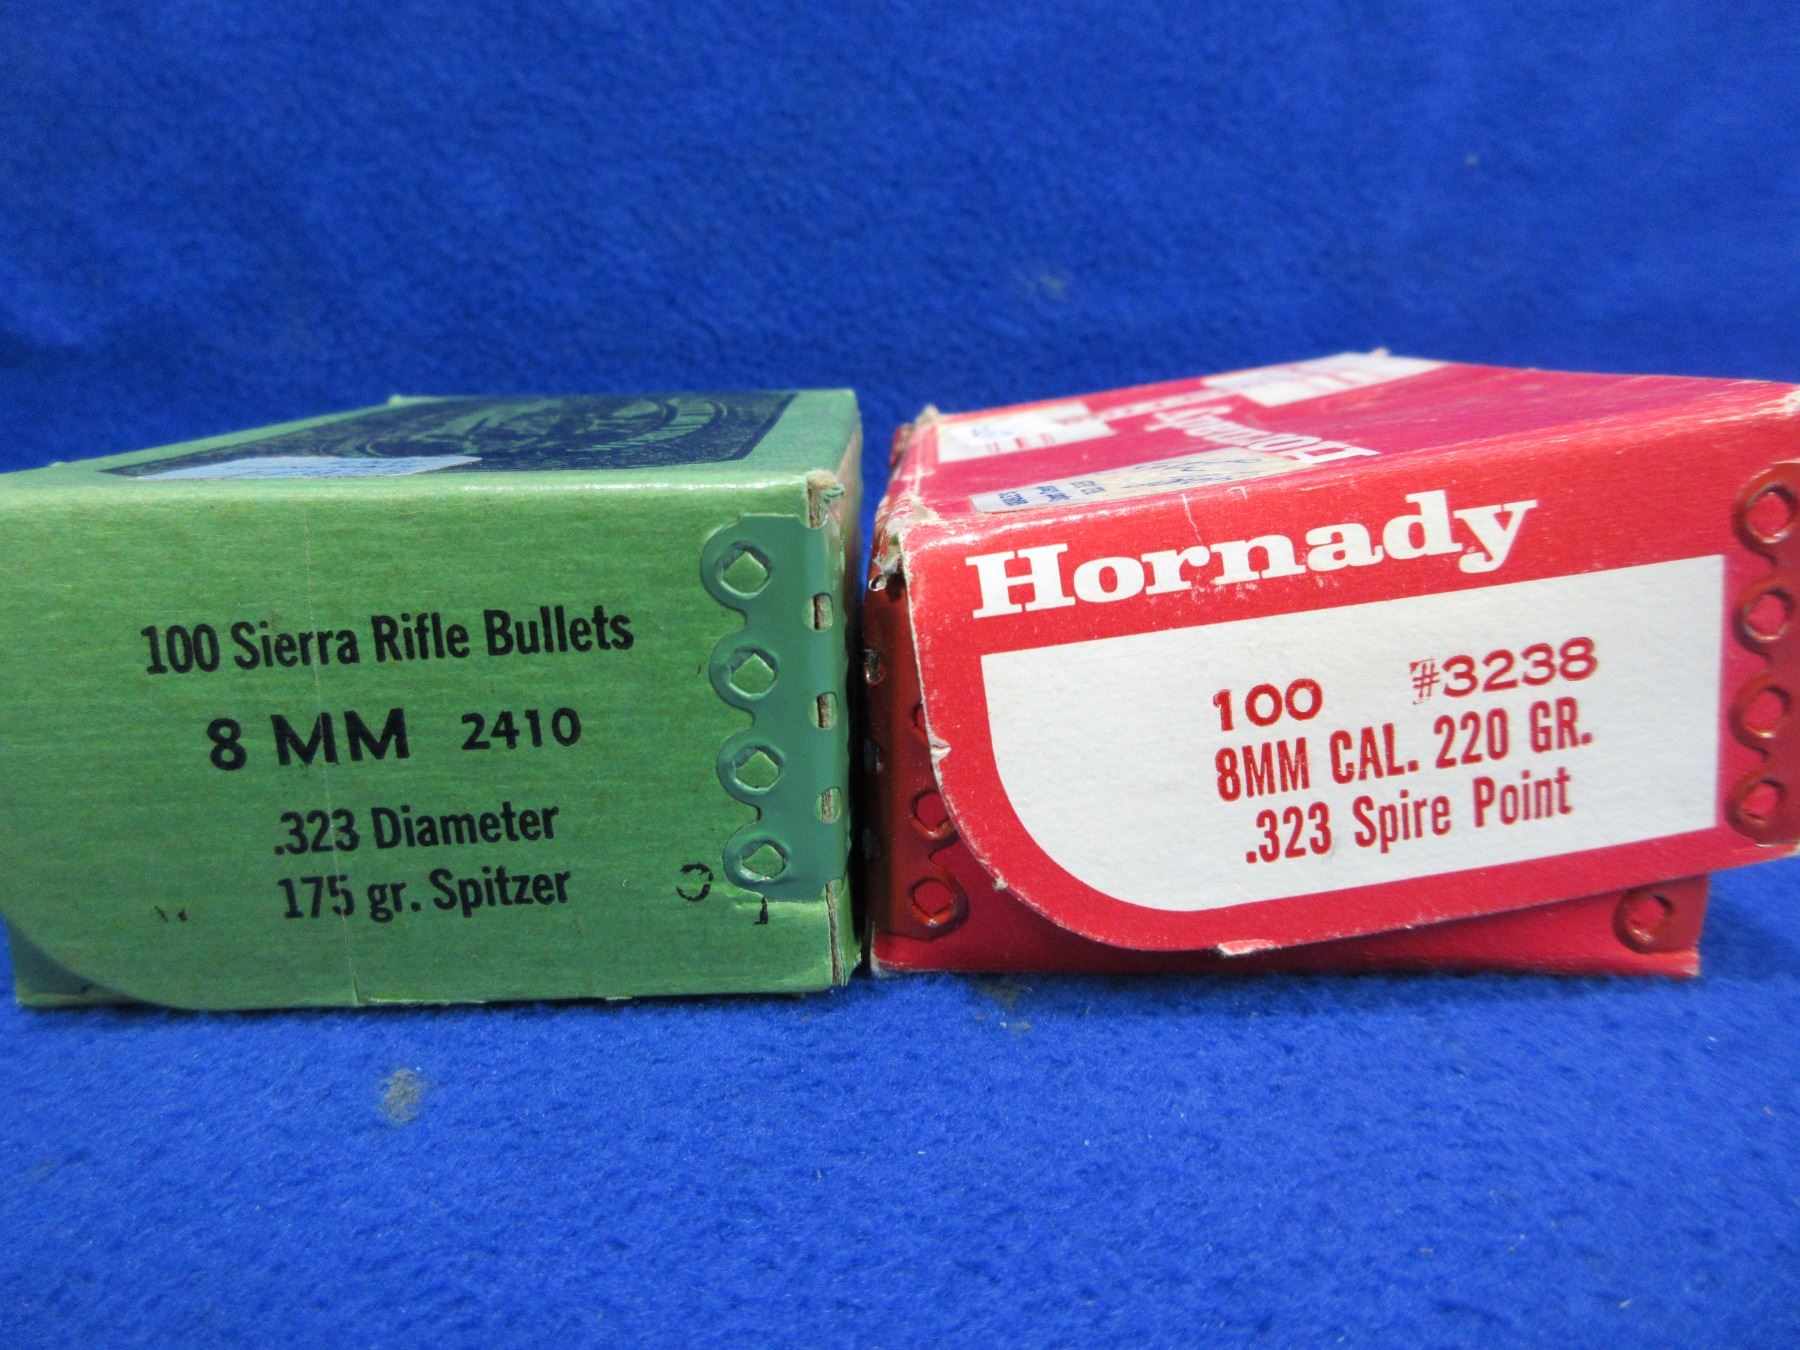 100 Sierra Rifle Bullets
8 MM 2410
.323 Diameter
175 gr. Spitzer
Hornady
Hornady
100 #3238
8MM CAL. 220 GR.
.323 Spire Point